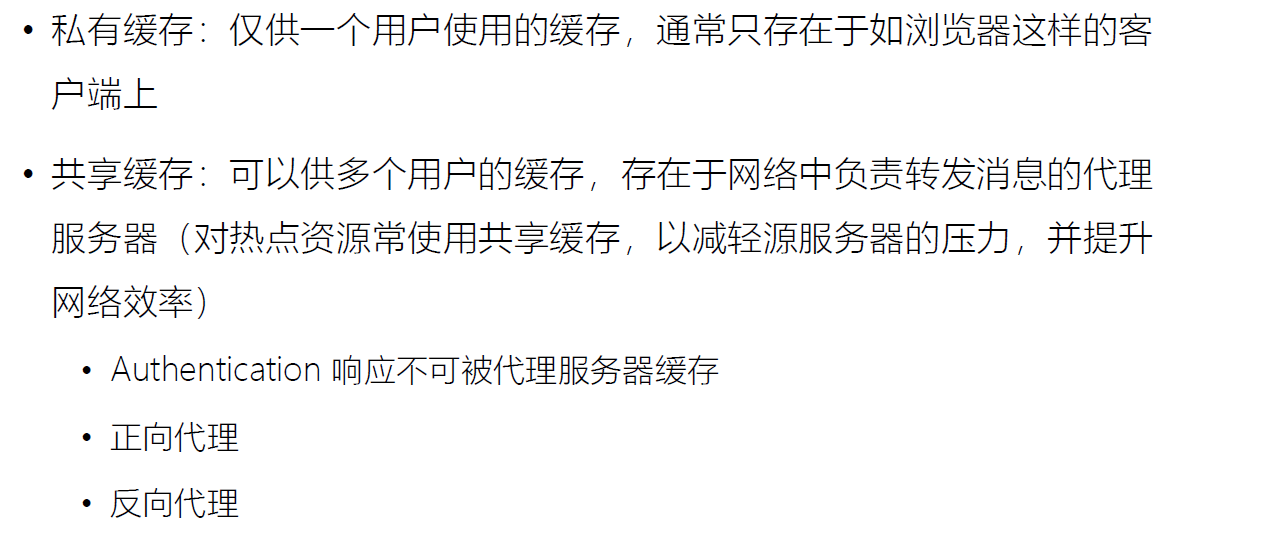 • 私有缓存：仅供一个用户使用的缓存，通常只存在于如浏览器这样的客
户端上
• 共享缓存：可以供多个用户的缓存，存在于网络中负责转发消息的代理
服务器（对热点资源常使用共享缓存，以减轻源服务器的压力，并提升
网络效率）
• Authentication 响应不可被代理服务器缓存
• 正向代理
• 反向代理